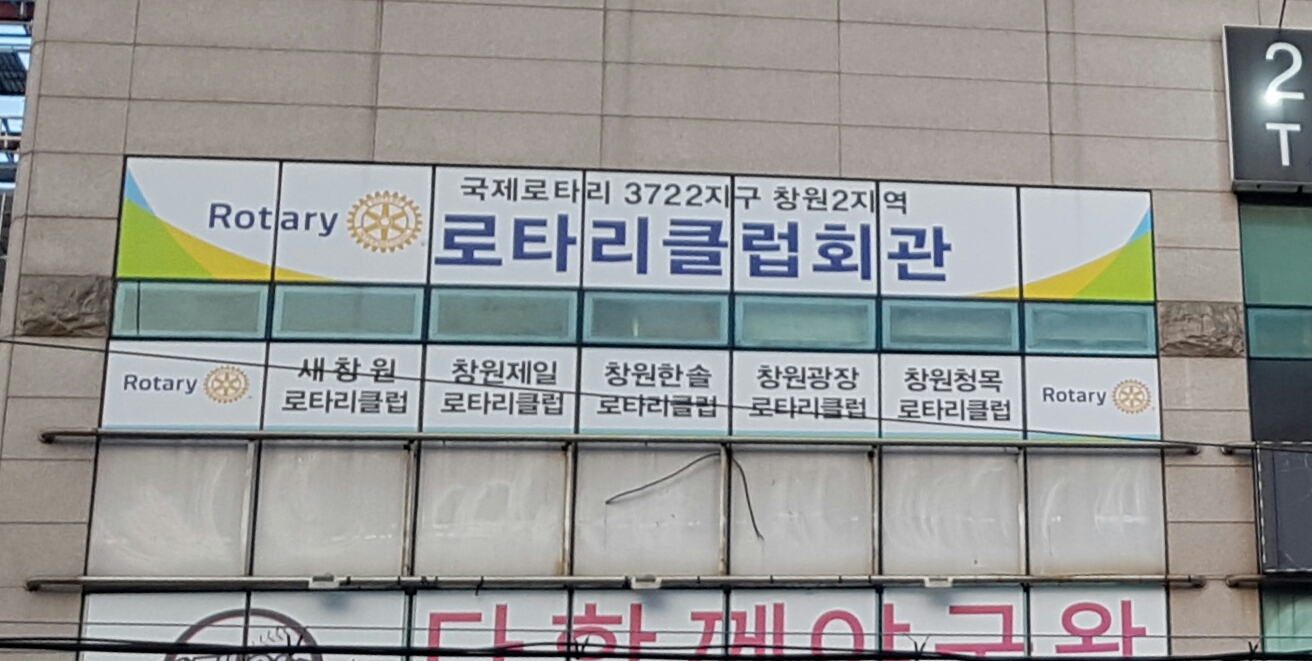 국제로타리 3722지구 창원2지역
Rotary 로타리클럽회관
Rotary
새창원 로타리클럽
창원제일 로타리클럽
창원한솔 로타리클럽
창원광장 로타리클럽
창원청목 로타리클럽
Rotary
2
T